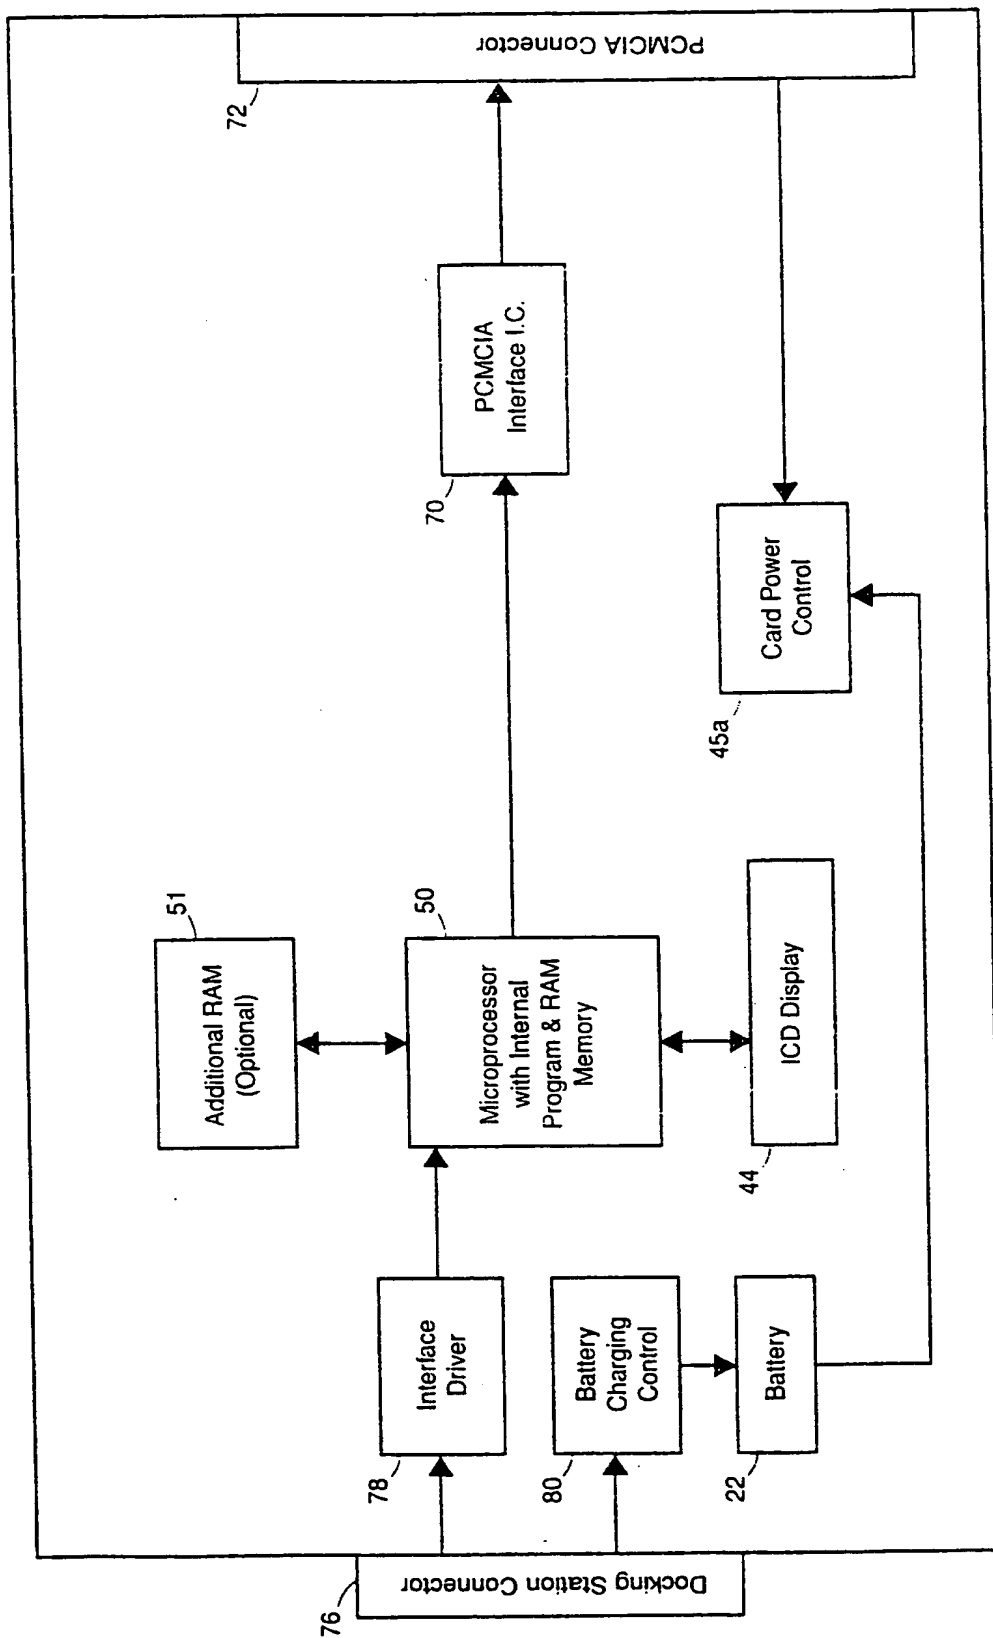 76
Docking Station Connector
78
Interface
Driver
80
Battery
Charging
Control
22
Battery
51
Additional RAM
(Optional)
50
Microprocessor
with Internal
Program & RAM
Memory
44
ICD Display
70
PCMCIA
Interface I.C.
45a
Card Power
Control
72
PCMCIA Connector